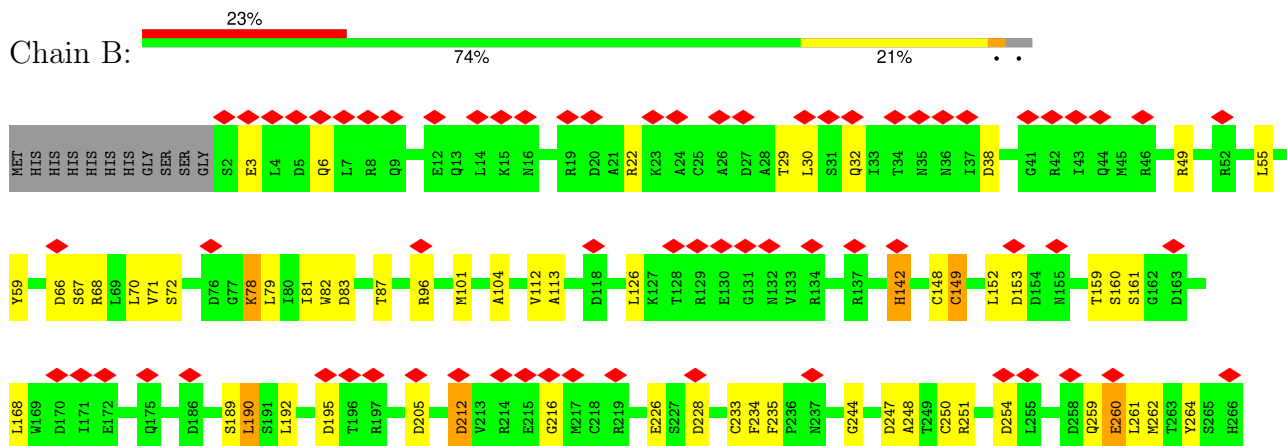 23%
Chain B:
74% 21% • •
MET HIS HIS HIS HIS HIS HIS GLY SER SER GLY S2 E3 L4 D5 Q6 L7 R8 Q9 E12 Q13 L14 K15 N16 R19 D20 A21 R22 K23 A24 C25 A26 D27 A28 T29 L30 S31 Q32 I33 T34 N35 N36 I37 D38 G41 R42 I43 Q44 M45 R46 R49 R52 L55
Y59 D66 S67 R68 L69 L70 V71 S72 D76 G77 K78 L79 I80 I81 W82 D83 T87 R96 M101 A104 V112 A113 D118 L126 K127 T128 R129 E130 G131 N132 V133 R134 R137 H142 C148 C149 L152 D153 D154 N155 T159 S160 S161 G162 D163
L168 W169 D170 I171 E172 Q175 D186 S189 L190 S191 L192 D195 T196 R197 D205 D212 V213 R214 E215 G216 M217 C218 R219 E226 S227 D228 C233 F234 F235 P236 N237 G244 D247 A248 T249 C250 R251 D254 L255 D258 Q259 E260 L261 M262 T263 Y264 S265 H266